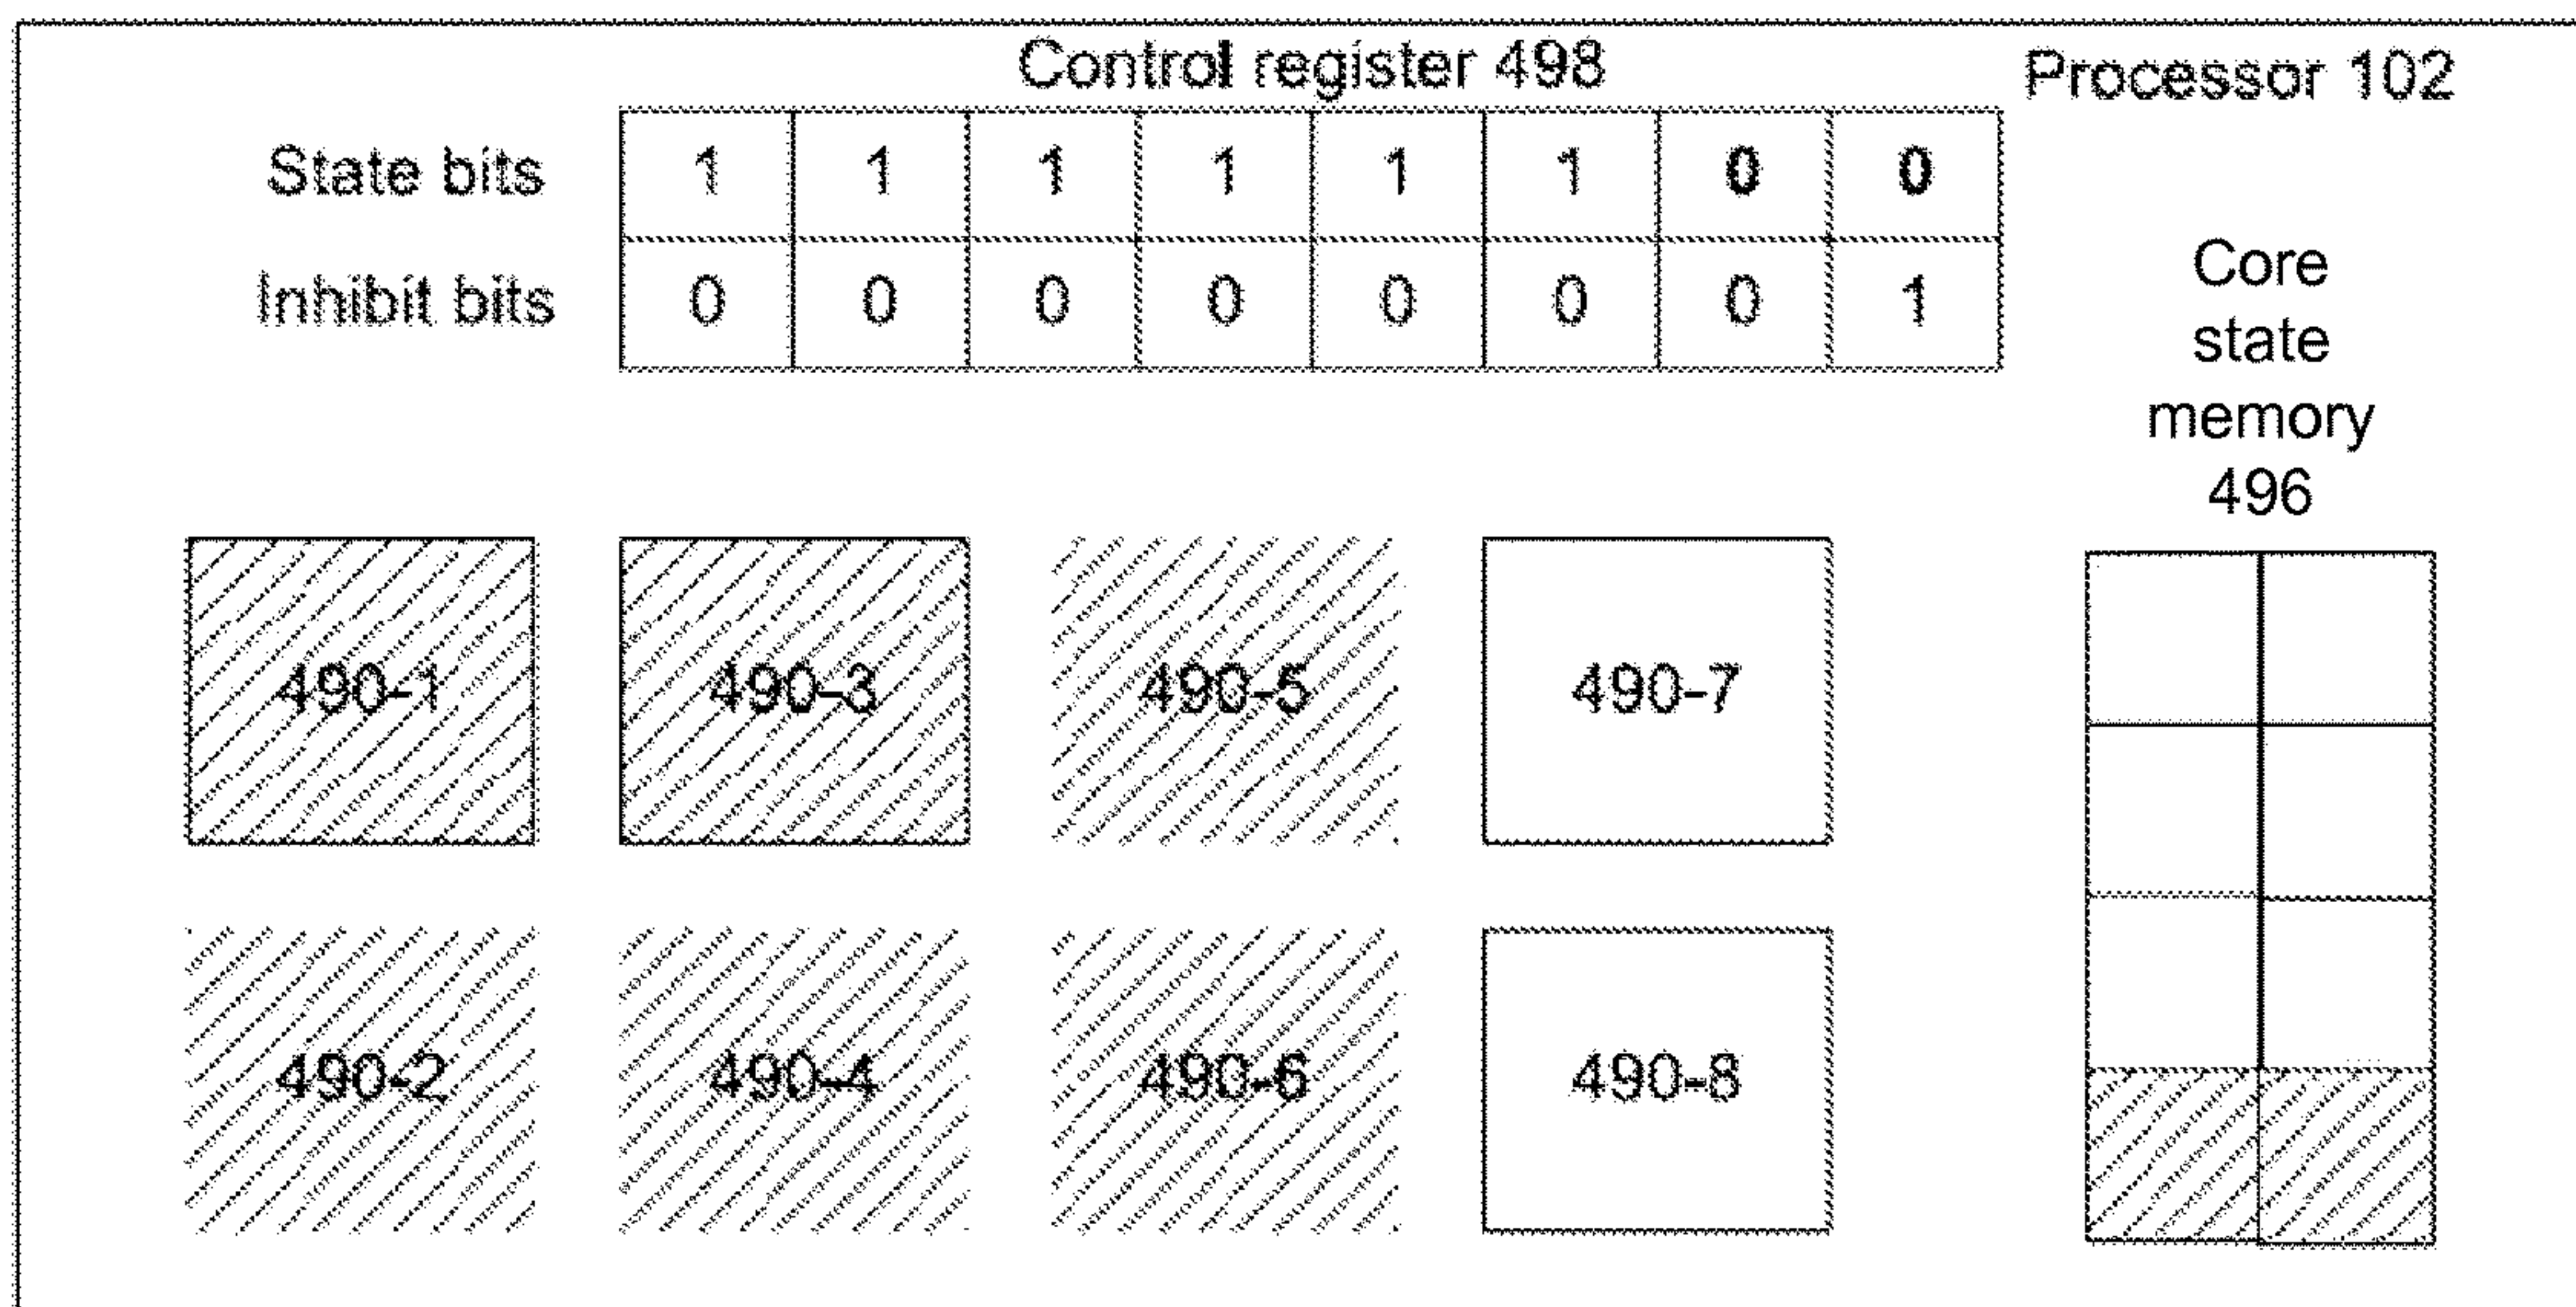 Control register 498
Processor 102
State bits 1 1 1 1 1 1 0 0
Inhibit bits 0 0 0 0 0 0 0 1
Core
state
memory
496
490-1 490-3 490-5 490-7
490-2 490-4 490-6 490-8